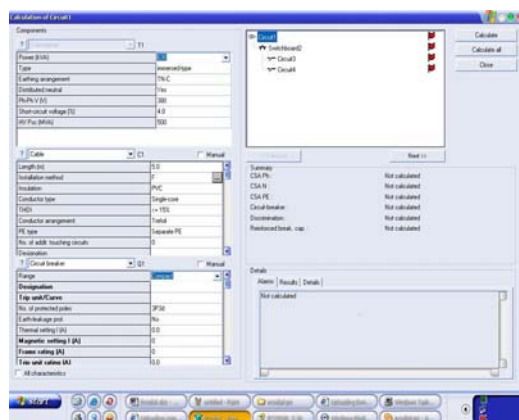 Calculation of Circuit1
Components
? T1
Power (kVA)
Type immersed type
Earthing arrangement TN-C
Distributed neutral Yes
Ph-Ph V (V) 380
Short-circuit voltage (%) 4.0
HV Psc (MVA) 500
? Cable C1 Manual
Length (m) 5.0
Installation method F
Insulation PVC
Conductor type Single-core
THDI <= 15%
Conductor arrangement Trefoil
PE type Separate PE
No. of addit touching circuits 0
Designation
? Circuit breaker Q1 Manual
Range Compact
Designation
Trip unit/Curve
No. of protected poles 3P3d
Earth-leakage prot No
Thermal setting I (A) 0.0
Magnetic setting I (A) 0
Frame rating (A) 0
Trip unit rating (A) 0.0
All characteristics
Circuit1
Switchboard2
Circuit3
Circuit4
Next >>
Summary
CSA Ph : Not calculated
CSA N : Not calculated
CSA PE : Not calculated
Circuit-breaker : Not calculated
Discrimination: Not calculated
Reinforced break. cap. : Not calculated
Details
Alarms Results Details
Not calculated
Calculate
Calculate all
Close
start
untitled - Paint